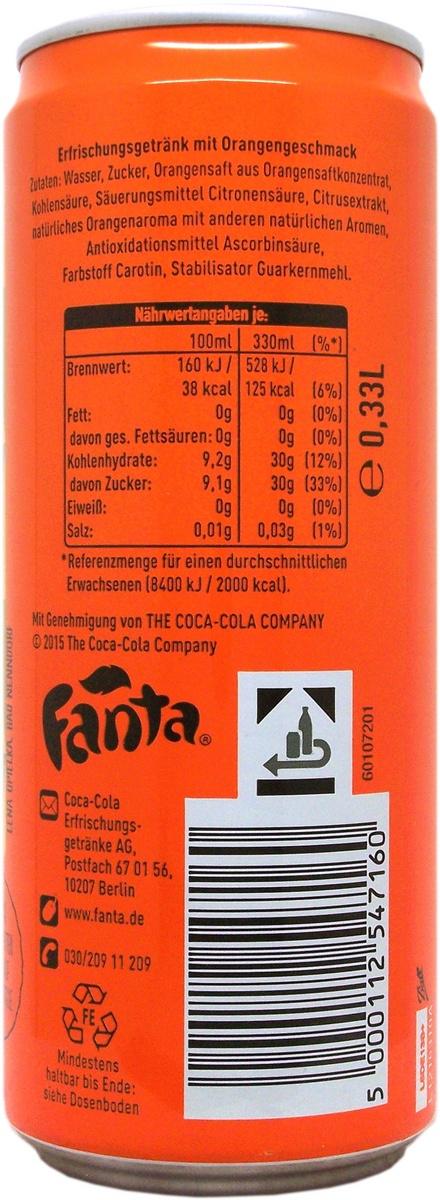 Erfrischungsgetränk mit Orangengeschmack
Zutaten: Wasser, Zucker, Orangensaft aus Orangensaftkonzentrat,
Kohlensäure, Säuerungsmittel Citronensäure, Citrusextrakt,
natürliches Orangenaroma mit anderen natürlichen Aromen,
Antioxidationsmittel Ascorbinsäure,
Farbstoff Carotin, Stabilisator Guarkernmehl.
Nährwertangaben je:
100ml 330ml (%*)
Brennwert: 160 kJ / 528 kJ /
38 kcal 125 kcal (6%)
Fett: 0g 0g (0%)
davon ges. Fettsäuren: 0g 0g (0%)
Kohlenhydrate: 9,2g 30g (12%)
davon Zucker: 9,1g 30g (33%)
Eiweiß: 0g 0g (0%)
Salz: 0,01g 0,03g (1%)
e 0,33L
*Referenzmenge für einen durchschnittlichen
Erwachsenen (8400 kJ / 2000 kcal).
Mit Genehmigung von THE COCA-COLA COMPANY
© 2015 The Coca-Cola Company
LENA OPIELKA, BAD NENNDORF
Fanta®
60107201
Coca-Cola
Erfrischungs-
getränke AG,
Postfach 67 01 56,
10207 Berlin
www.fanta.de
030/209 11 209
FE
Mindestens
haltbar bis Ende:
siehe Dosenboden
5 000112 547160
Ball